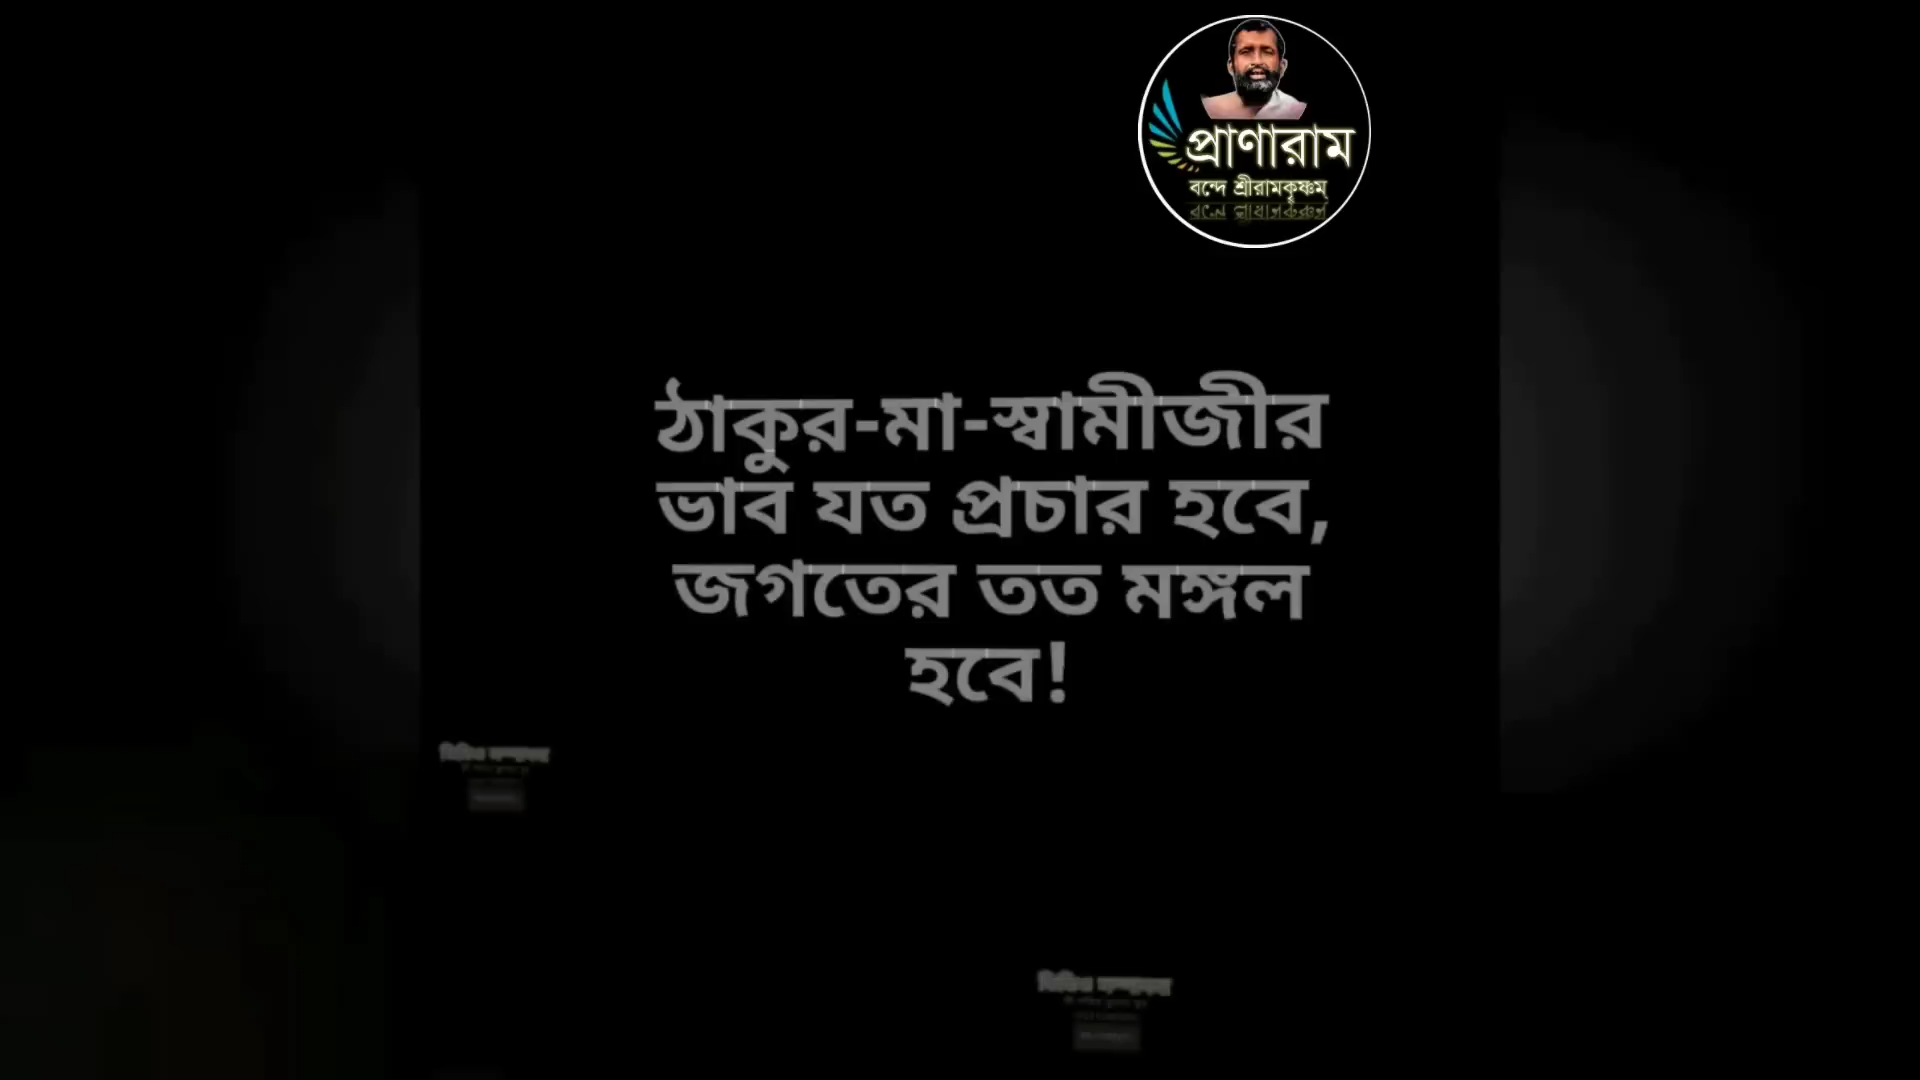 প্রাণারাম
বন্দে শ্রীরামকৃষ্ণম্
ঠাকুর-মা-স্বামীজীর
ভাব যত প্রচার হবে,
জগতের তত মঙ্গল
হবে!